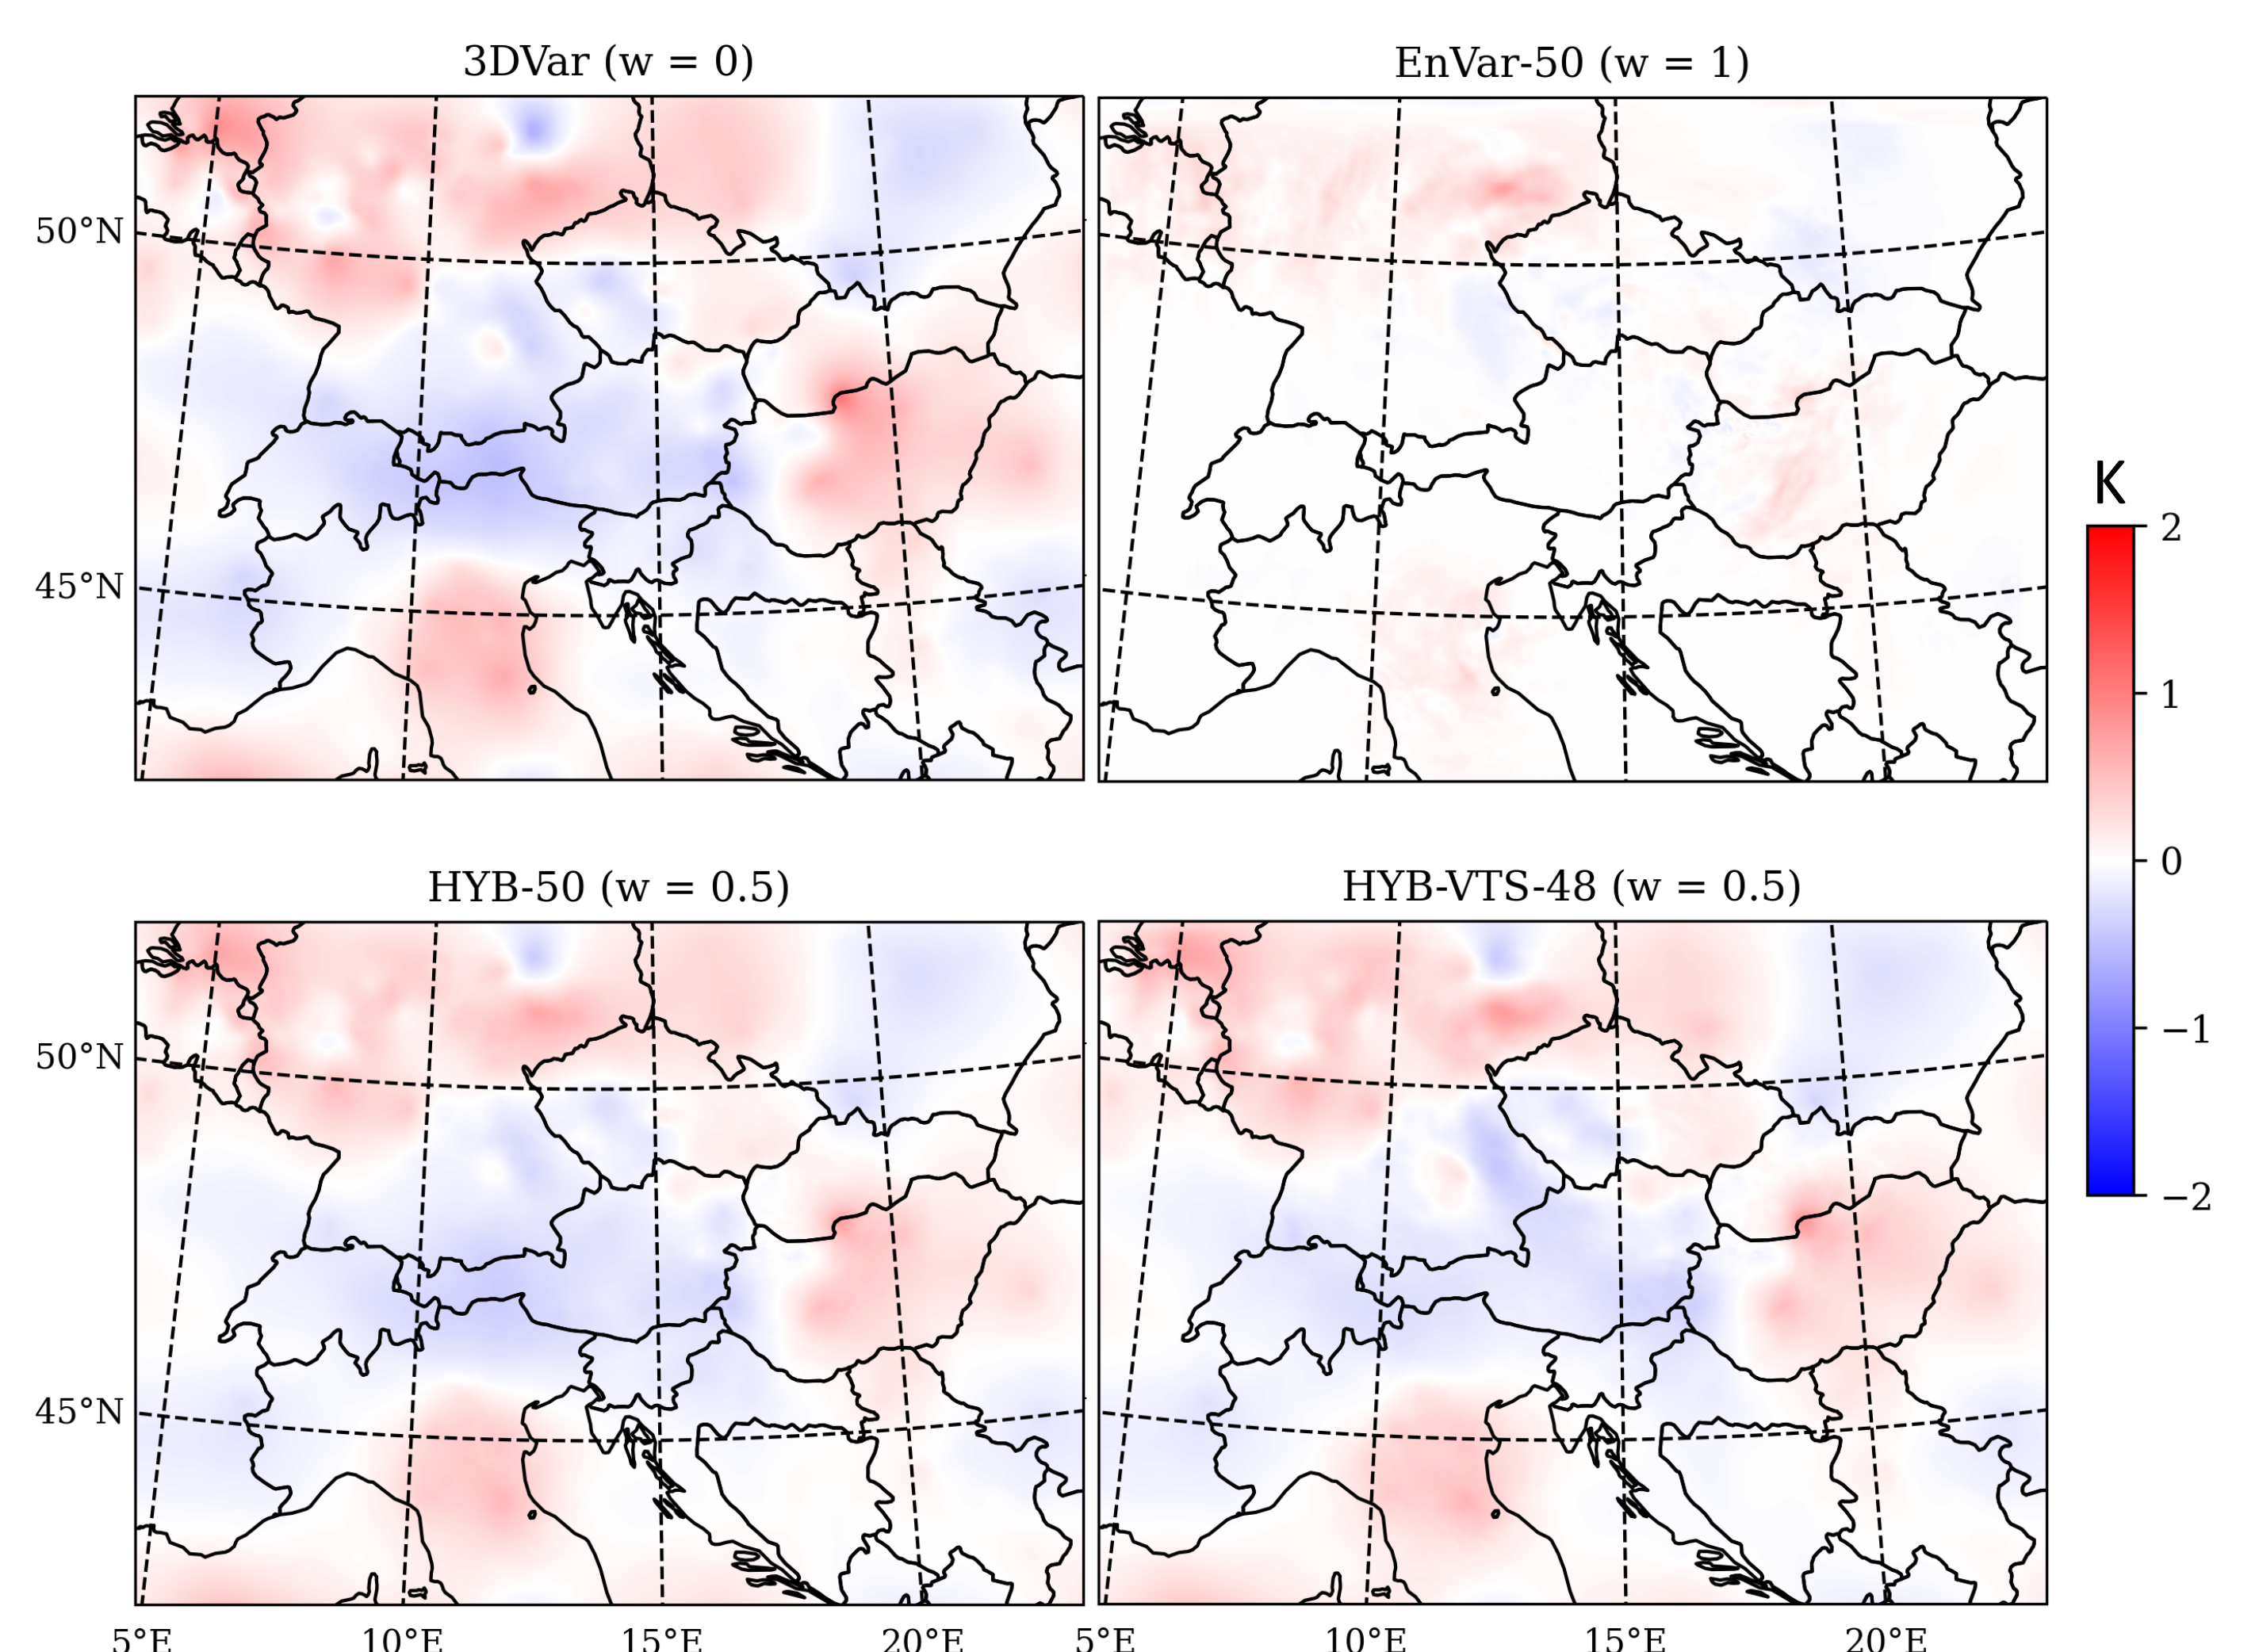 3DVar (w = 0)
EnVar-50 (w = 1)
50°N
45°N
K
2
1
0
−1
−2
HYB-50 (w = 0.5)
HYB-VTS-48 (w = 0.5)
50°N
45°N
5°E 10°E 15°E 20°E 5°E 10°E 15°E 20°E